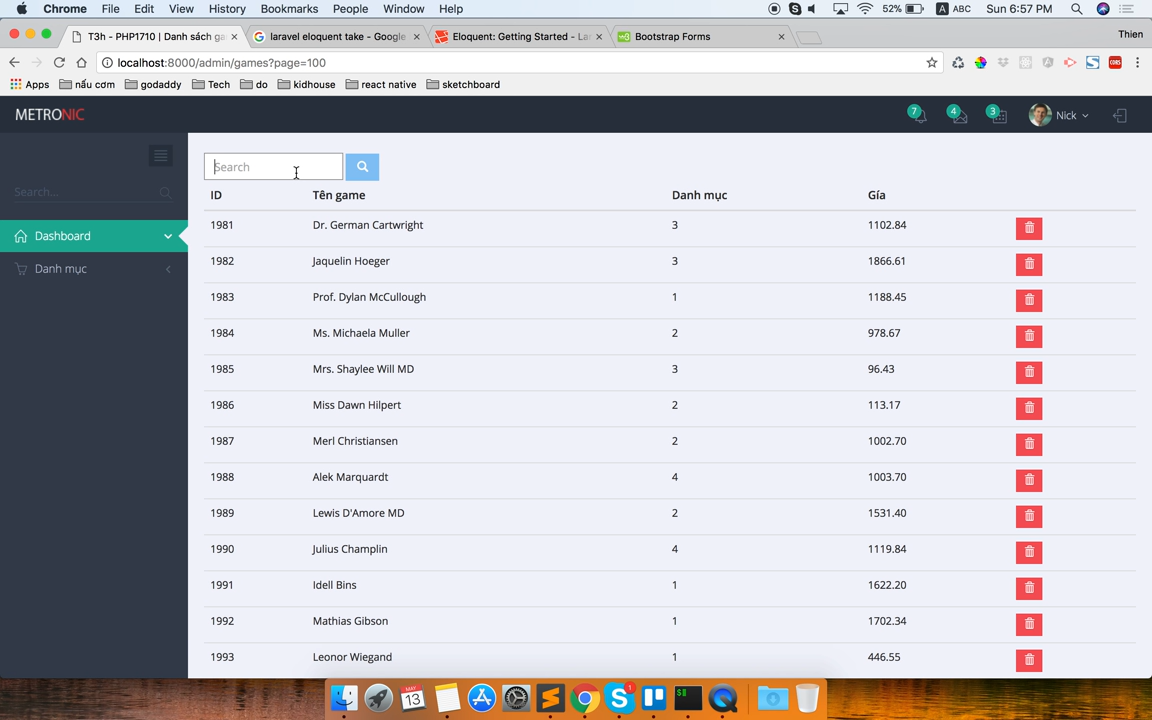 Chrome File Edit View History Bookmarks People Window Help 52% A ABC Sun 6:57 PM
T3h - PHP1710 | Danh sách ga laravel eloquent take - Google Eloquent: Getting Started - La Bootstrap Forms Thien
localhost:8000/admin/games?page=100
Apps nấu cơm godaddy Tech do kidhouse react native sketchboard
METRONIC 7 4 3 Nick
Search
Search...
ID Tên game Danh mục Gía
1981 Dr. German Cartwright 3 1102.84
Dashboard
1982 Jaquelin Hoeger 3 1866.61
Danh mục
1983 Prof. Dylan McCullough 1 1188.45
1984 Ms. Michaela Muller 2 978.67
1985 Mrs. Shaylee Will MD 3 96.43
1986 Miss Dawn Hilpert 2 113.17
1987 Merl Christiansen 2 1002.70
1988 Alek Marquardt 4 1003.70
1989 Lewis D'Amore MD 2 1531.40
1990 Julius Champlin 4 1119.84
1991 Idell Bins 1 1622.20
1992 Mathias Gibson 1 1702.34
1993 Leonor Wiegand 1 446.55
MAY
13
1